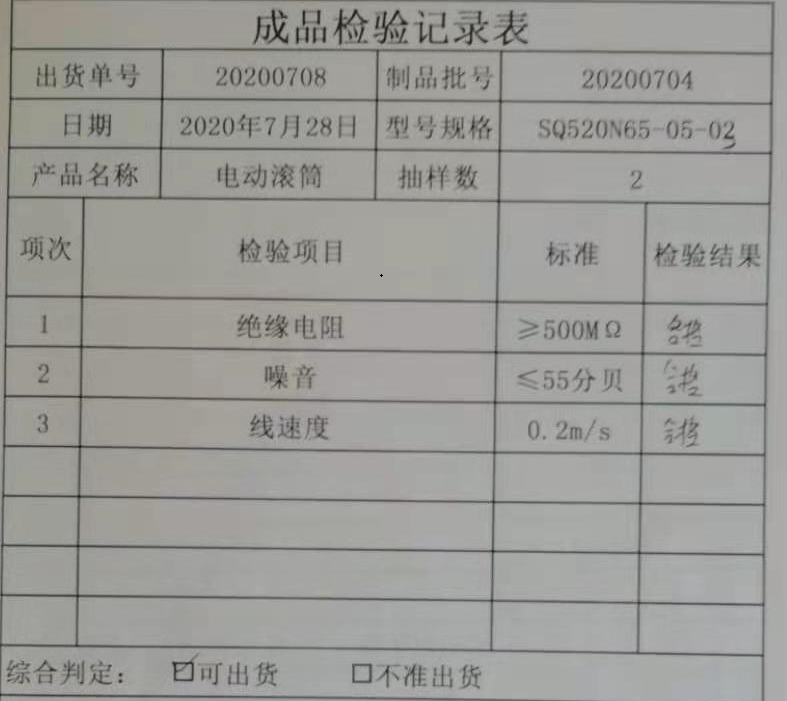 成品检验记录表
出货单号 20200708 制品批号 20200704
日期 2020年7月28日 型号规格 SQ520N65-05-03
产品名称 电动滚筒 抽样数 2
项次 检验项目 标准 检验结果
1 绝缘电阻 ≥500MΩ 合格
2 噪音 ≤55分贝 合格
3 线速度 0.2m/s 合格
综合判定： ☑可出货 □不准出货